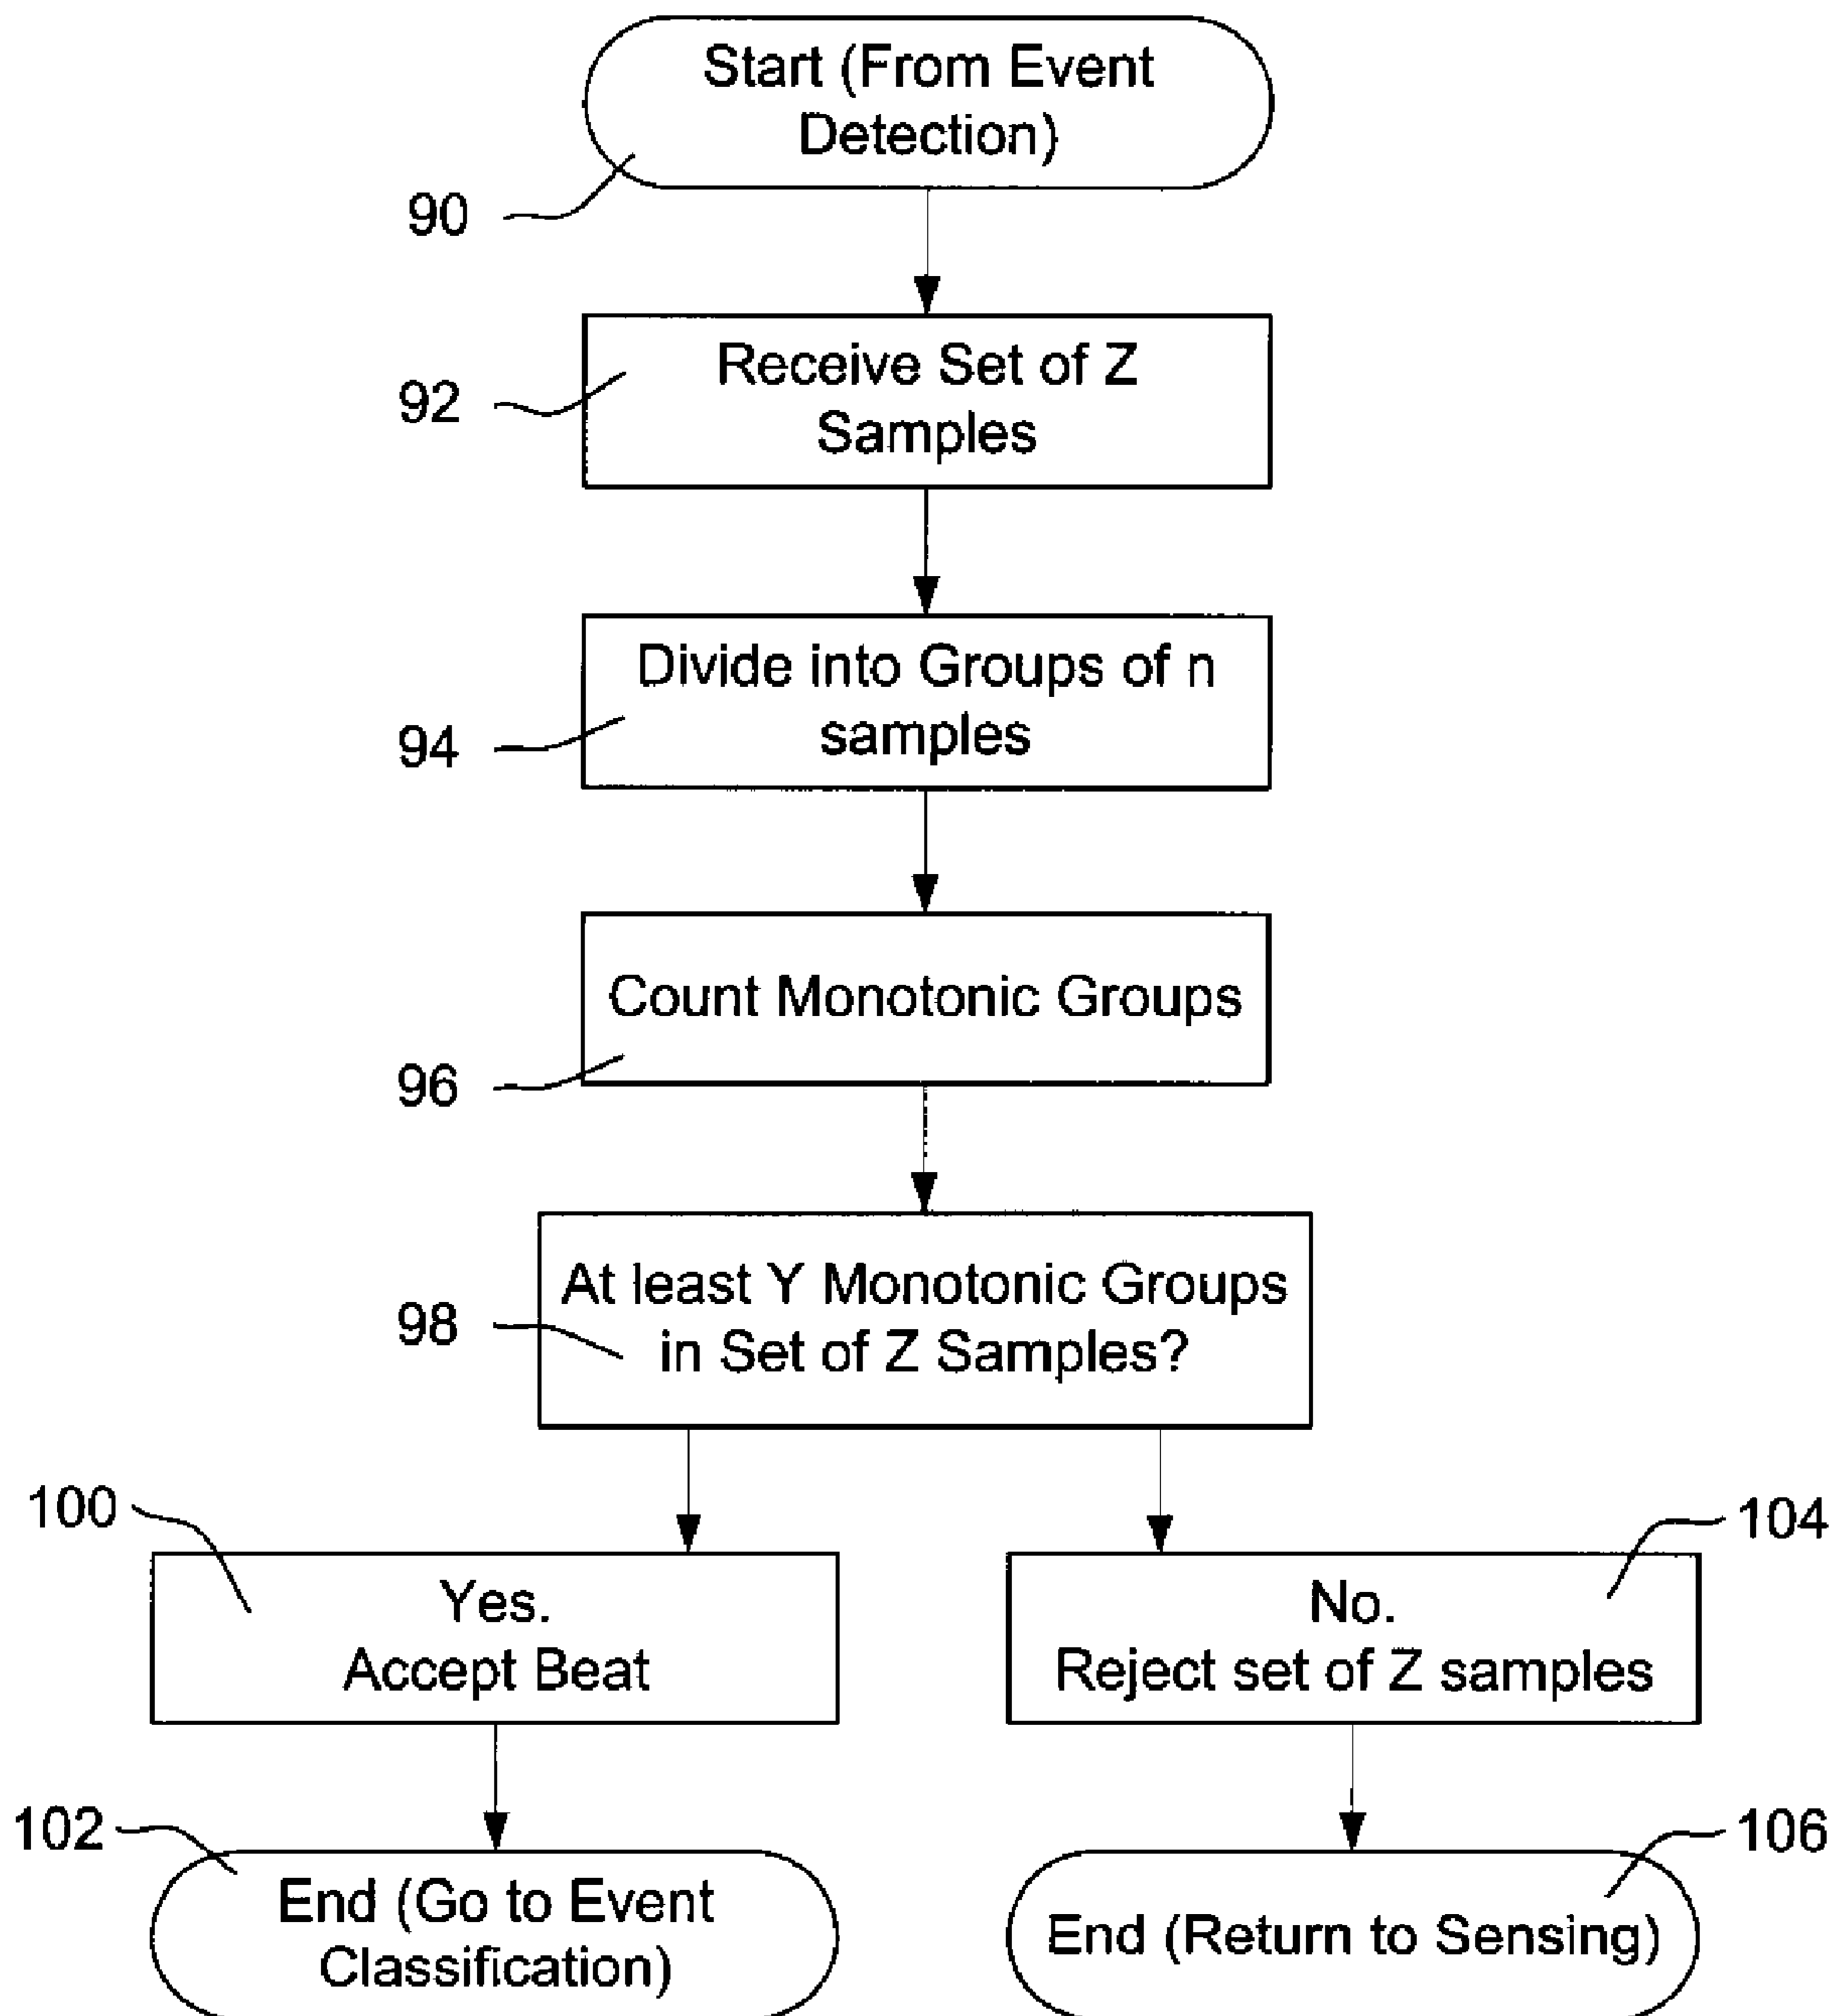 Start (From Event
Detection)
90
Receive Set of Z
Samples
92
Divide into Groups of n
samples
94
Count Monotonic Groups
96
At least Y Monotonic Groups
in Set of Z Samples?
98
100
Yes.
Accept Beat
104
No.
Reject set of Z samples
102
End (Go to Event
Classification)
106
End (Return to Sensing)